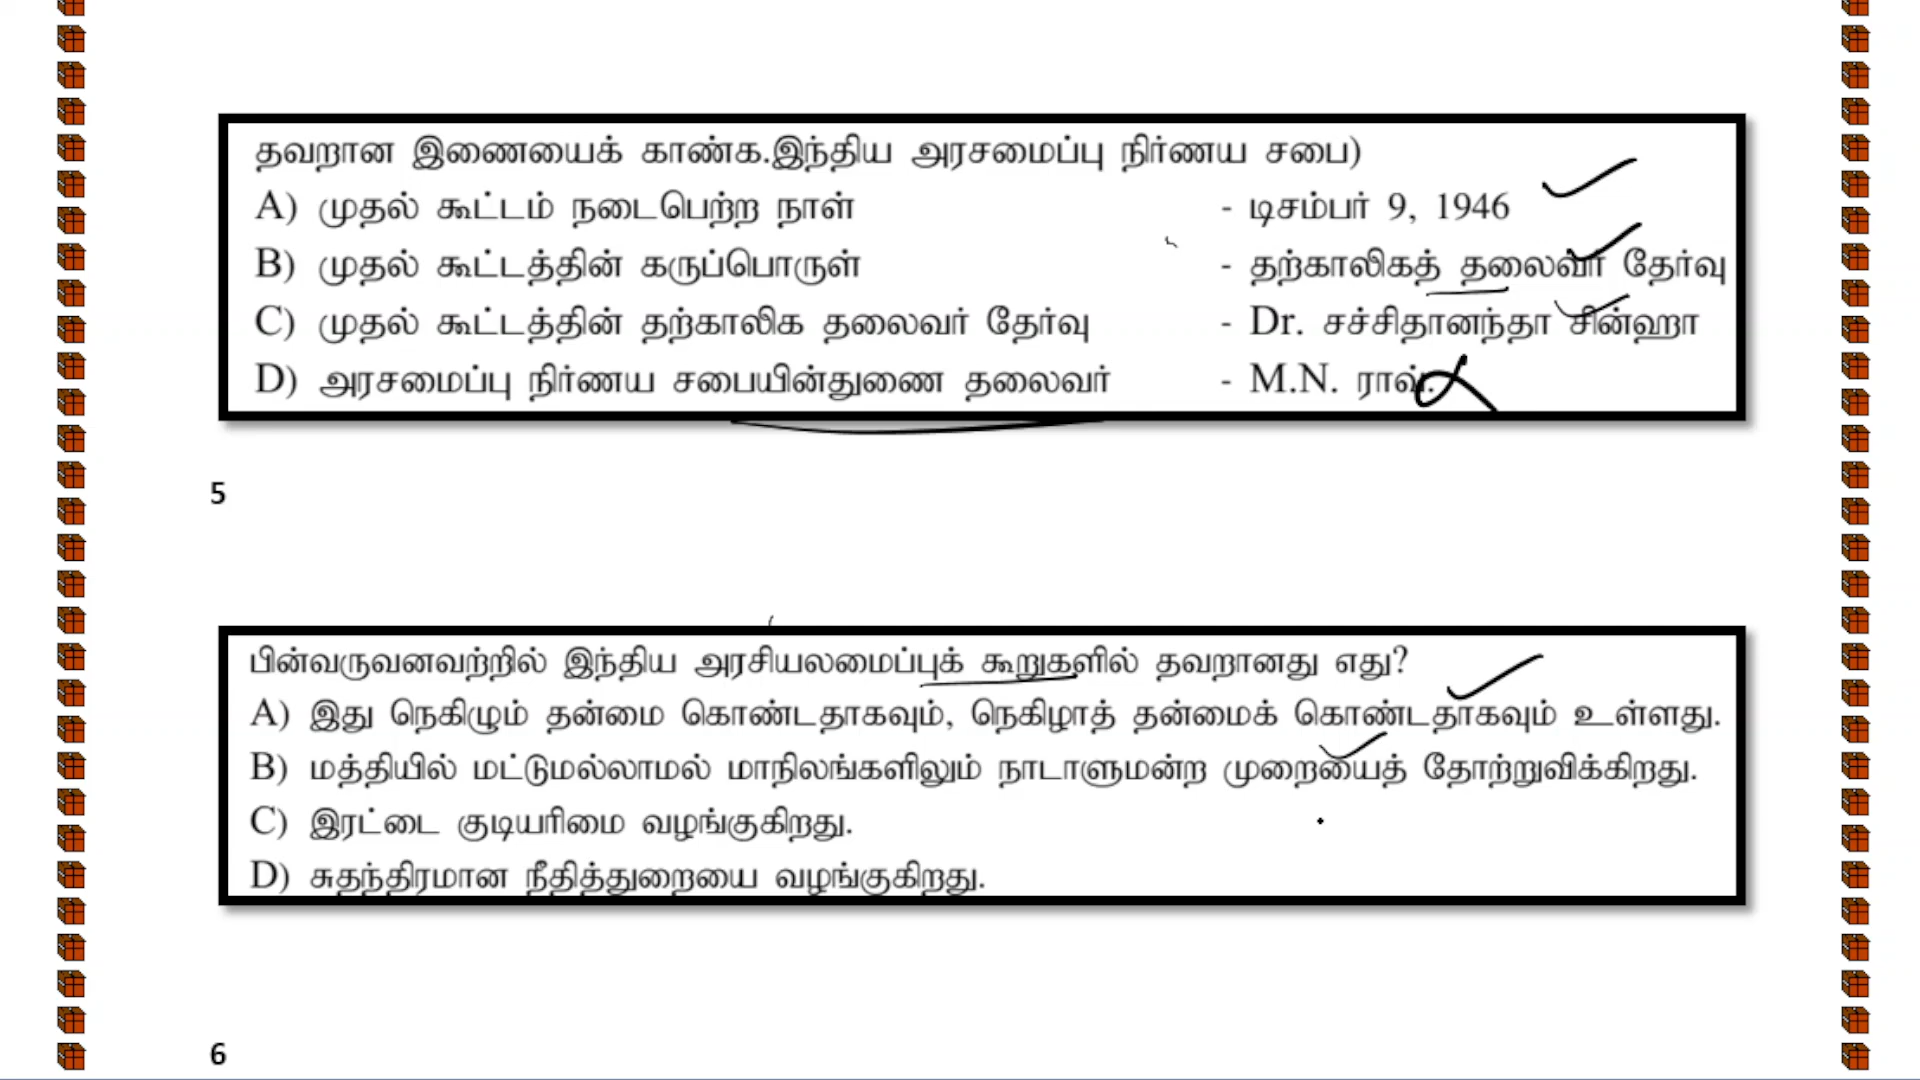 தவறான இணையைக் காண்க.இந்திய அரசமைப்பு நிர்ணய சபை)
A) முதல் கூட்டம் நடைபெற்ற நாள் - டிசம்பர் 9, 1946
B) முதல் கூட்டத்தின் கருப்பொருள் - தற்காலிகத் தலைவர் தேர்வு
C) முதல் கூட்டத்தின் தற்காலிக தலைவர் தேர்வு - Dr. சச்சிதானந்தா சின்ஹா
D) அரசமைப்பு நிர்ணய சபையின்துணை தலைவர் - M.N. ராவ்.
5
பின்வருவனவற்றில் இந்திய அரசியலமைப்புக் கூறுகளில் தவறானது எது?
A) இது நெகிழும் தன்மை கொண்டதாகவும், நெகிழாத் தன்மைக் கொண்டதாகவும் உள்ளது.
B) மத்தியில் மட்டுமல்லாமல் மாநிலங்களிலும் நாடாளுமன்ற முறையைத் தோற்றுவிக்கிறது.
C) இரட்டை குடியரிமை வழங்குகிறது.
D) சுதந்திரமான நீதித்துறையை வழங்குகிறது.
6